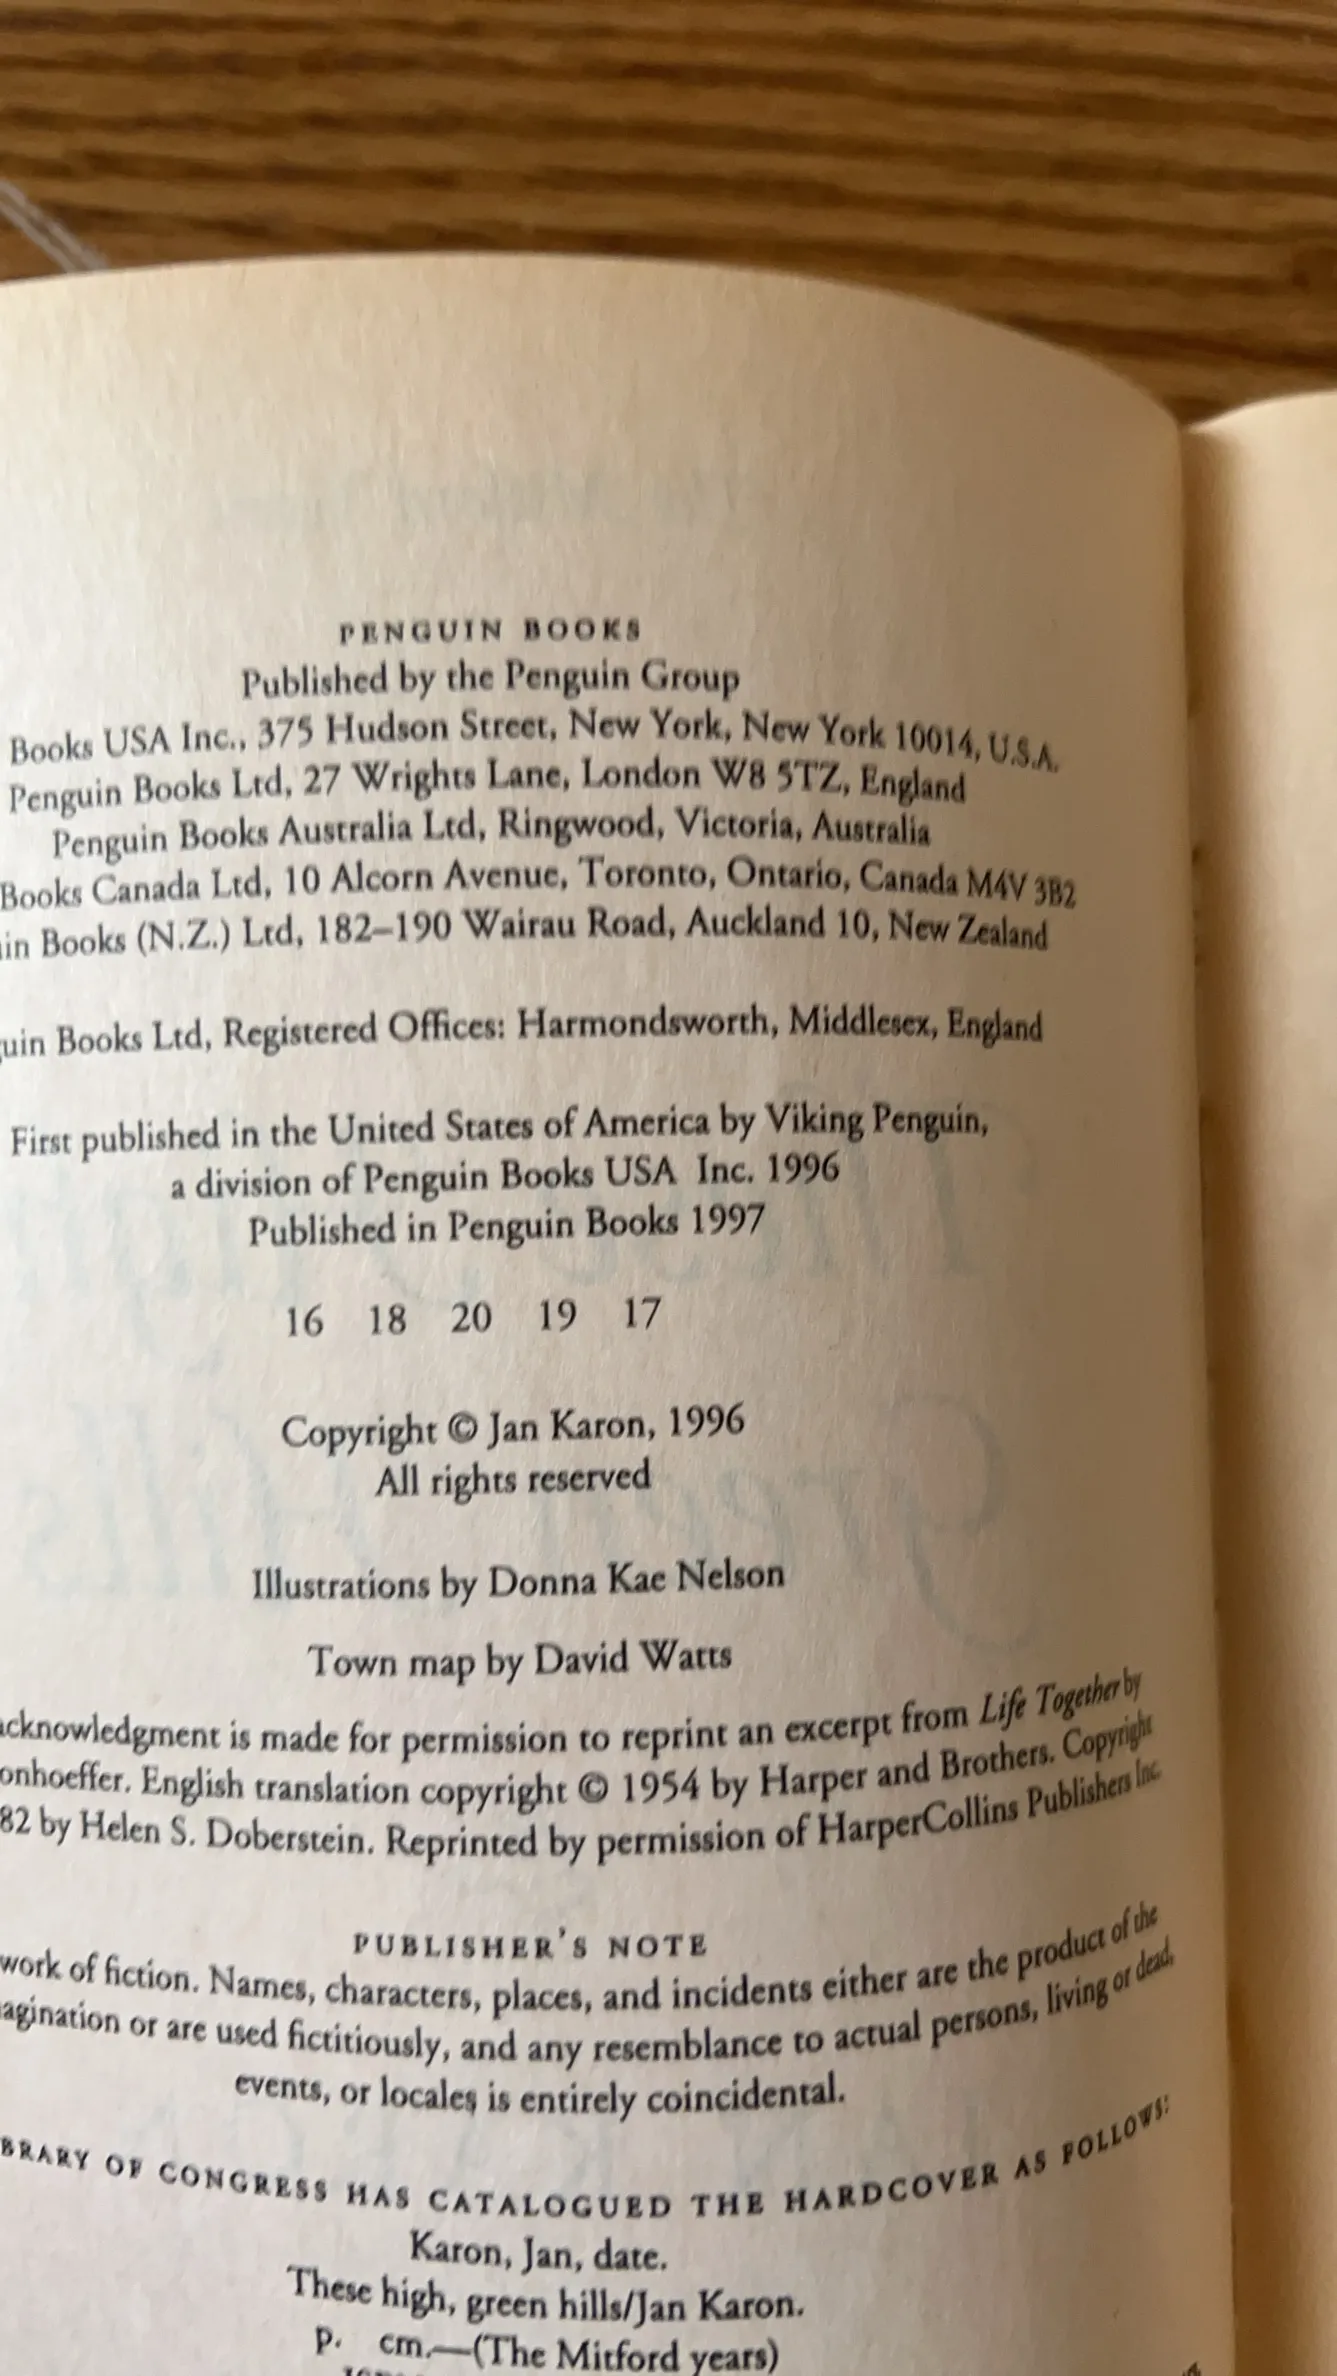 PENGUIN BOOKS
Published by the Penguin Group
Books USA Inc., 375 Hudson Street, New York, New York 10014, U.S.A.
Penguin Books Ltd, 27 Wrights Lane, London W8 5TZ, England
Penguin Books Australia Ltd, Ringwood, Victoria, Australia
Books Canada Ltd, 10 Alcorn Avenue, Toronto, Ontario, Canada M4V 3B2
in Books (N.Z.) Ltd, 182–190 Wairau Road, Auckland 10, New Zealand
uin Books Ltd, Registered Offices: Harmondsworth, Middlesex, England
First published in the United States of America by Viking Penguin,
a division of Penguin Books USA Inc. 1996
Published in Penguin Books 1997
16 18 20 19 17
Copyright © Jan Karon, 1996
All rights reserved
Illustrations by Donna Kae Nelson
Town map by David Watts
acknowledgment is made for permission to reprint an excerpt from Life Together by
onhoeffer. English translation copyright © 1954 by Harper and Brothers. Copyright
82 by Helen S. Doberstein. Reprinted by permission of HarperCollins Publishers Inc.
PUBLISHER'S NOTE
work of fiction. Names, characters, places, and incidents either are the product of the
agination or are used fictitiously, and any resemblance to actual persons, living or dead,
events, or locales is entirely coincidental.
BRARY OF CONGRESS HAS CATALOGUED THE HARDCOVER AS FOLLOWS:
Karon, Jan, date.
These high, green hills/Jan Karon.
p. cm.—(The Mitford years)